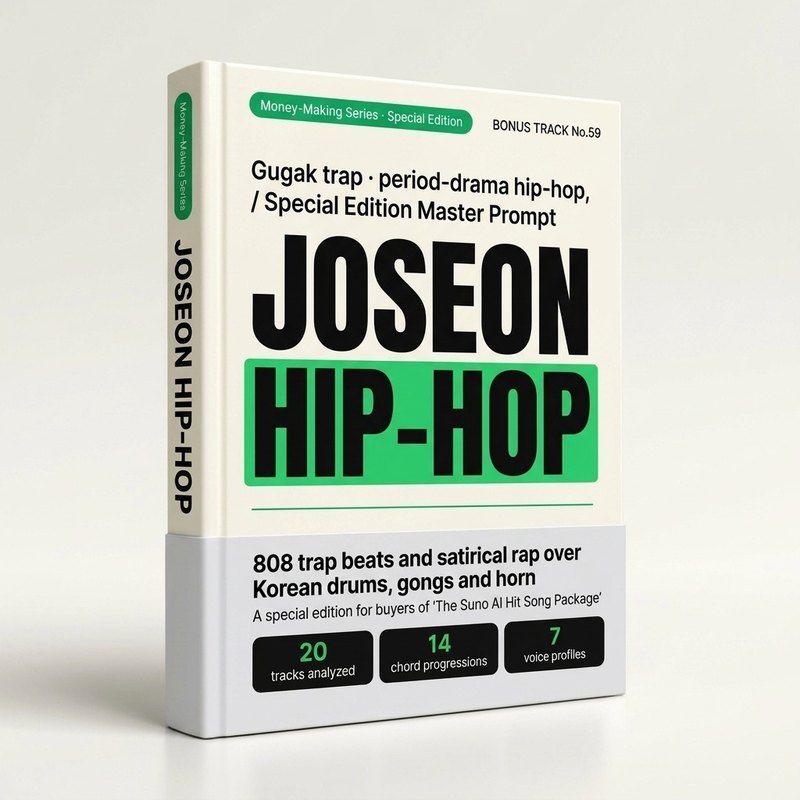 Money-Making Series
JOSEON HIP-HOP
Money-Making Series · Special Edition
BONUS TRACK No.59
Gugak trap · period-drama hip-hop,
/ Special Edition Master Prompt
JOSEON
HIP-HOP
808 trap beats and satirical rap over
Korean drums, gongs and horn
A special edition for buyers of 'The Suno AI Hit Song Package'
20
tracks analyzed
14
chord progressions
7
voice profiles